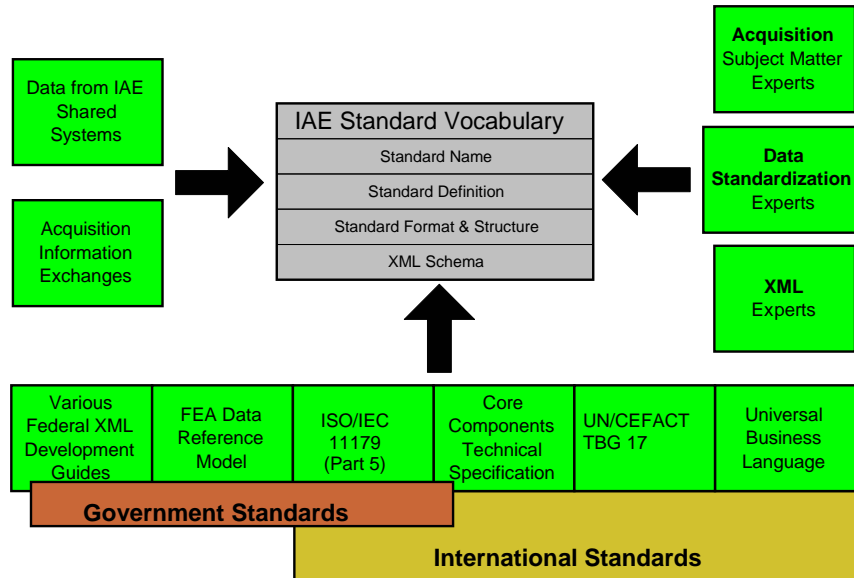 Data from IAE
Shared
Systems
Acquisition
Information
Exchanges
IAE Standard Vocabulary
Standard Name
Standard Definition
Standard Format & Structure
XML Schema
Acquisition
Subject Matter
Experts
Data
Standardization
Experts
XML
Experts
Various
Federal XML
Development
Guides
FEA Data
Reference
Model
ISO/IEC
11179
(Part 5)
Core
Components
Technical
Specification
UN/CEFACT
TBG 17
Universal
Business
Language
Government Standards
International Standards